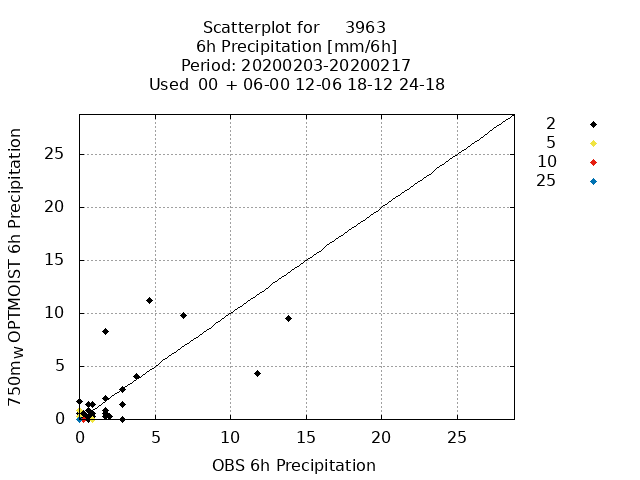 Scatterplot for 3963
6h Precipitation [mm/6h]
Period: 20200203-20200217
Used 00 + 06-00 12-06 18-12 24-18
2
5
10
25
750m_W OPTMOIST 6h Precipitation
25
20
15
10
5
0
0 5 10 15 20 25
OBS 6h Precipitation